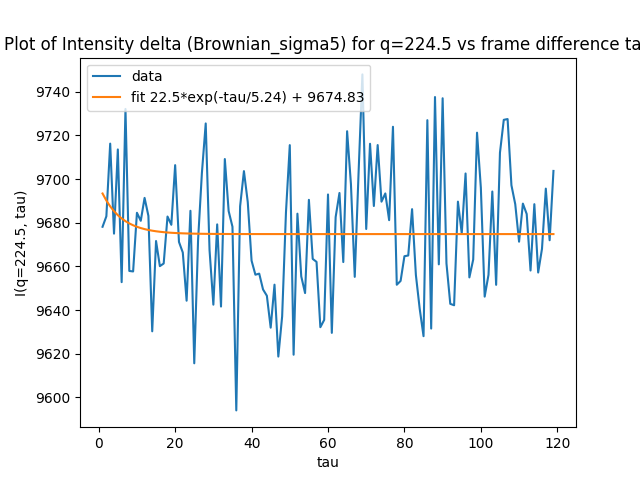 Plot of Intensity delta (Brownian_sigma5) for q=224.5 vs frame difference ta
data
fit 22.5*exp(-tau/5.24) + 9674.83
9740
9720
9700
9680
9660
9640
9620
9600
I(q=224.5, tau)
0 20 40 60 80 100 120
tau